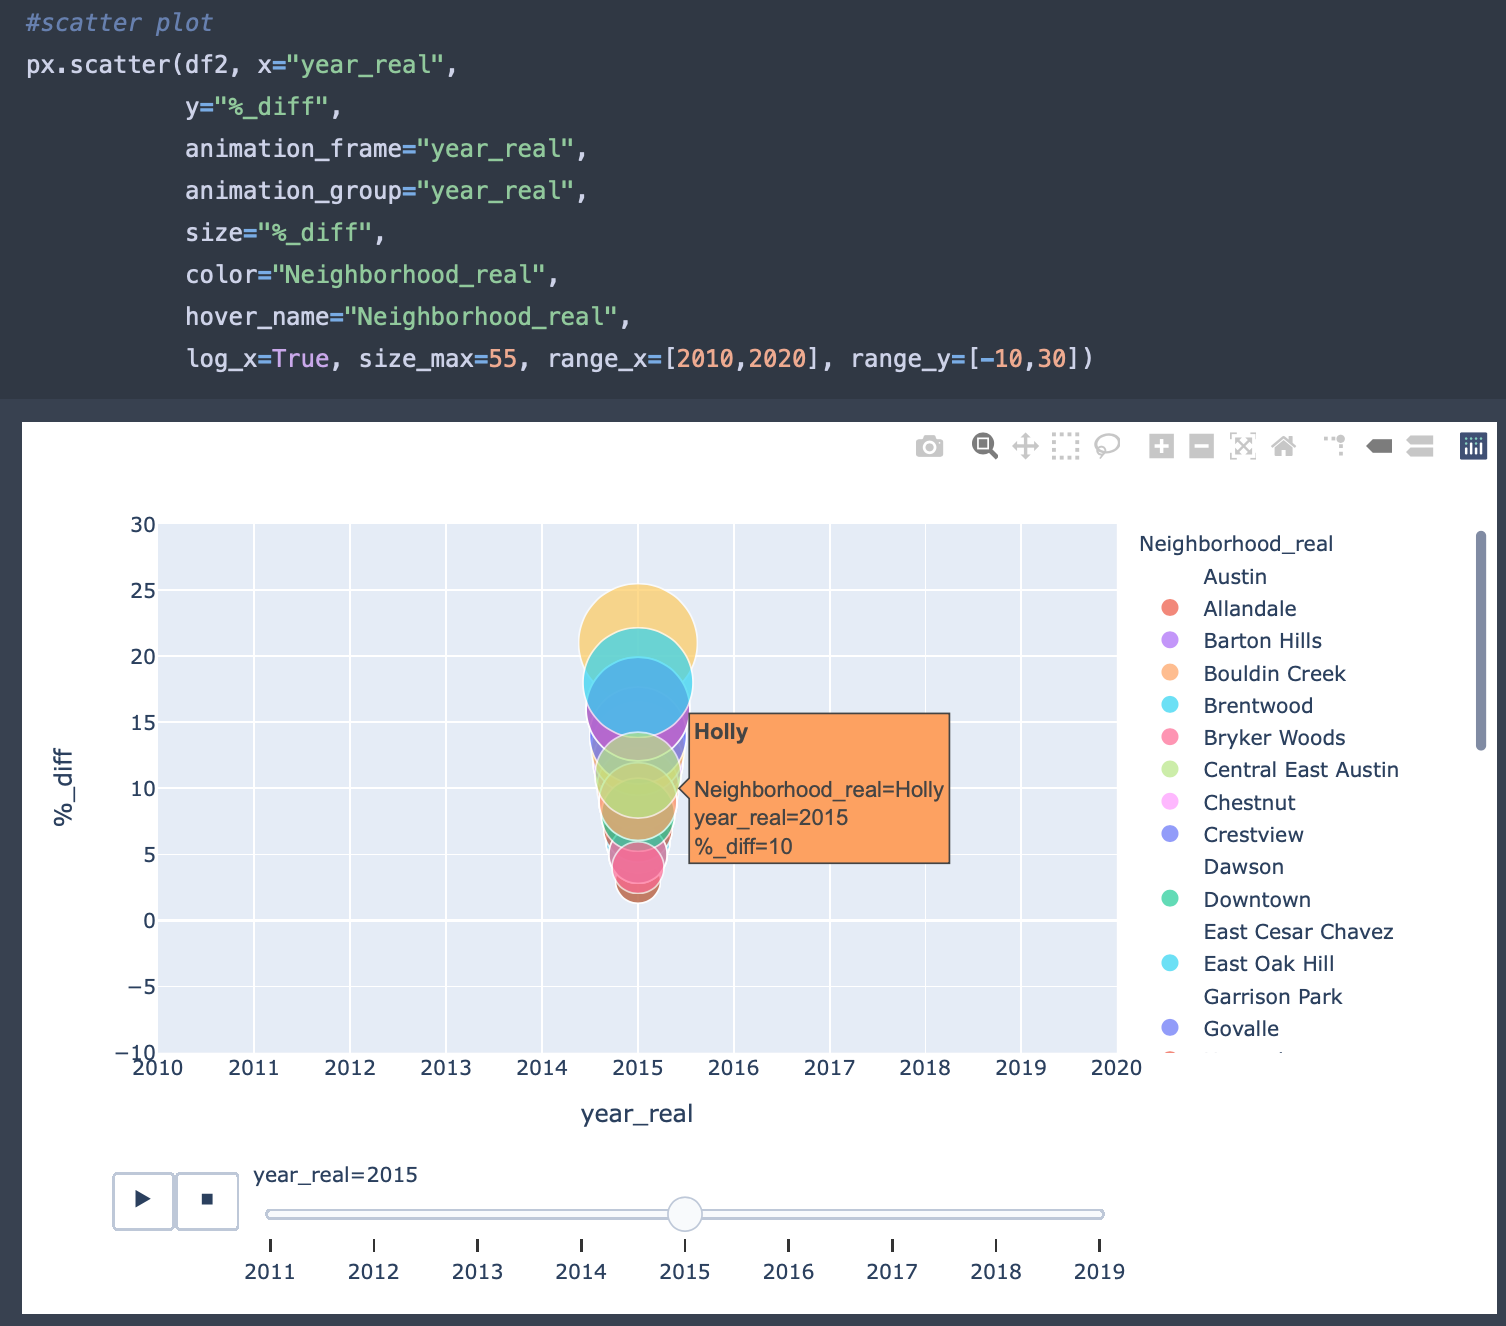 #scatter plot
px.scatter(df2, x="year_real",
y="%_diff",
animation_frame="year_real",
animation_group="year_real",
size="%_diff",
color="Neighborhood_real",
hover_name="Neighborhood_real",
log_x=True, size_max=55, range_x=[2010,2020], range_y=[-10,30])
30
25
20
15
10
5
0
−5
−10
%_diff
2010 2011 2012 2013 2014 2015 2016 2017 2018 2019 2020
year_real
Holly
Neighborhood_real=Holly
year_real=2015
%_diff=10
Neighborhood_real
Austin
Allandale
Barton Hills
Bouldin Creek
Brentwood
Bryker Woods
Central East Austin
Chestnut
Crestview
Dawson
Downtown
East Cesar Chavez
East Oak Hill
Garrison Park
Govalle
year_real=2015
2011 2012 2013 2014 2015 2016 2017 2018 2019